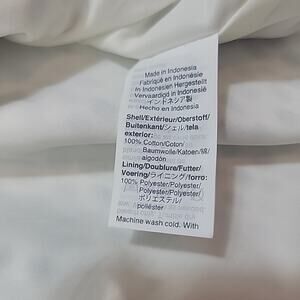 Made in Indonesia
Fabriqué en Indonésie
In Indonesien Hergestellt
Vervaardigd in Indonesië
インドネシア製
Hecho en Indonesia
Shell/Extérieur/Oberstoff/
Buitenkant/シェル/tela
exterior:
100% Cotton/Coton/
Baumwolle/Katoen/綿/
algodón
Lining/Doublure/Futter/
Voering/ライニング/forro:
100% Polyester/Polyester/
Polyester/Polyester/
ポリエステル/
poliéster
Machine wash cold. With